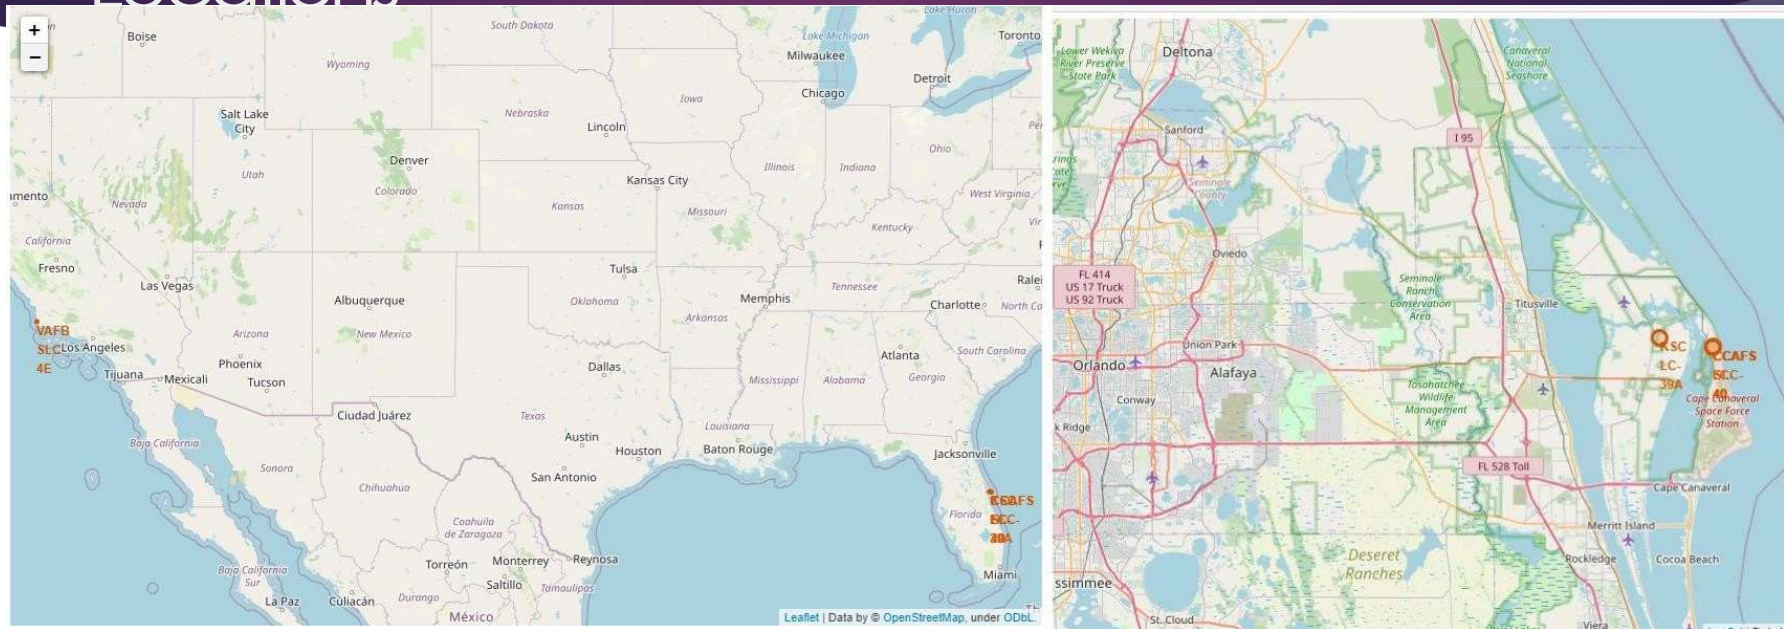 Locations
+
−
Boise
South Dakota
Lake Huron
Toronto
Lake Michigan
Milwaukee
Wyoming
Detroit
Chicago
Iowa
Salt Lake
City
Nebraska
Lincoln
Ohio
Denver
Illinois
Indiana
Utah
Kansas City
Colorado
West Virginia
Nevada
Kansas
Missouri
Kentucky
California
Fresno
Tulsa
Las Vegas
Albuquerque
Memphis
Tennessee
Charlotte
Oklahoma
Arkansas
VAFB
SLC
4E
Los Angeles
Arizona
New Mexico
Atlanta
South Carolina
Phoenix
Dallas
Tijuana
Mexicali
Tucson
Mississippi
Alabama
Georgia
Ciudad Juárez
Texas
Louisiana
Austin
Baja California
Houston
Baton Rouge
Jacksonville
Sonora
San Antonio
Chihuahua
Florida
Coahuila
de Zaragoza
Monterrey
Reynosa
Torreón
Miami
Baja California
Sur
Saltillo
Tamaulipas
La Paz
Culiacán
Durango
México
Leaflet | Data by © OpenStreetMap, under ODbL.
Lower Wekiva
River Preserve
State Park
Deltona
Canaveral
National
Seashore
Sanford
I 95
Seminole
County
Oviedo
FL 414
US 17 Truck
US 92 Truck
Seminole
Ranch
Conservation
Area
Titusville
Union Park
KSC
LC-
39A
CCAFS
Orlando
Alafaya
Tosohatchee
Wildlife
Management
Area
Cape Canaveral
Space Force
Station
Conway
FL 528 Toll
Cape Canaveral
Merritt Island
Deseret
Ranches
Rockledge
Cocoa Beach
St. Cloud
Viera